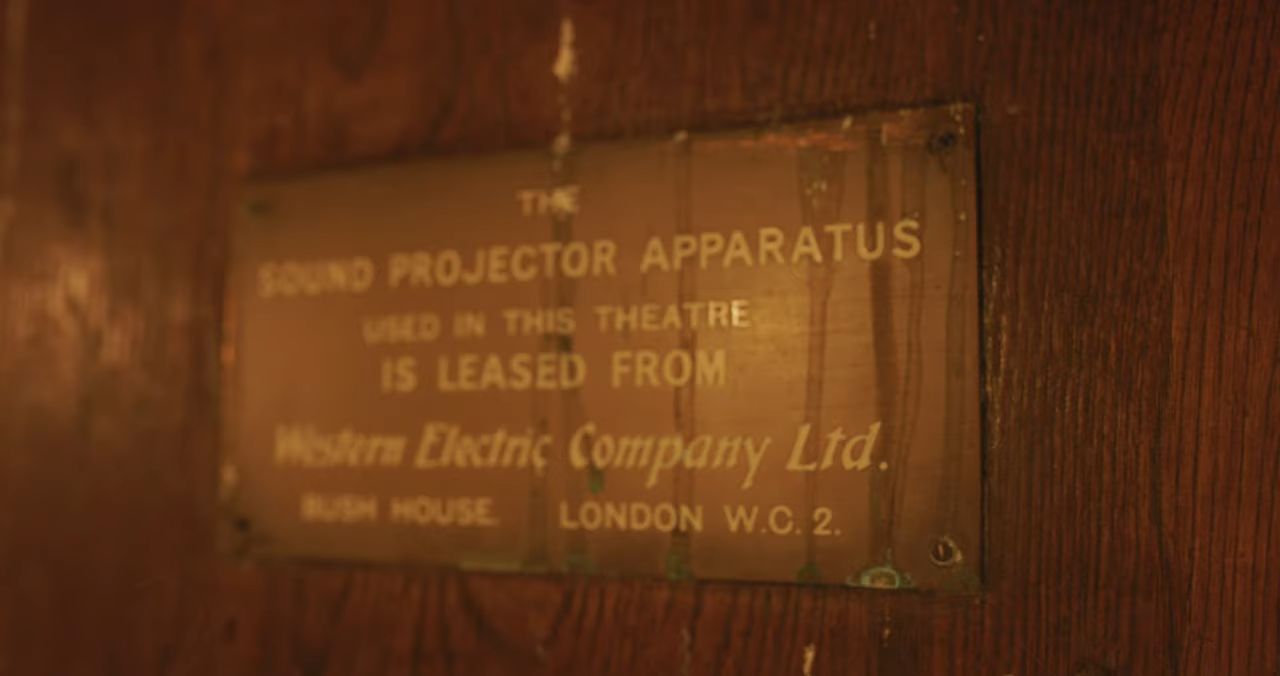 THE
SOUND PROJECTOR APPARATUS
USED IN THIS THEATRE
IS LEASED FROM
Western Electric Company Ltd.
BUSH HOUSE. LONDON W.C. 2.